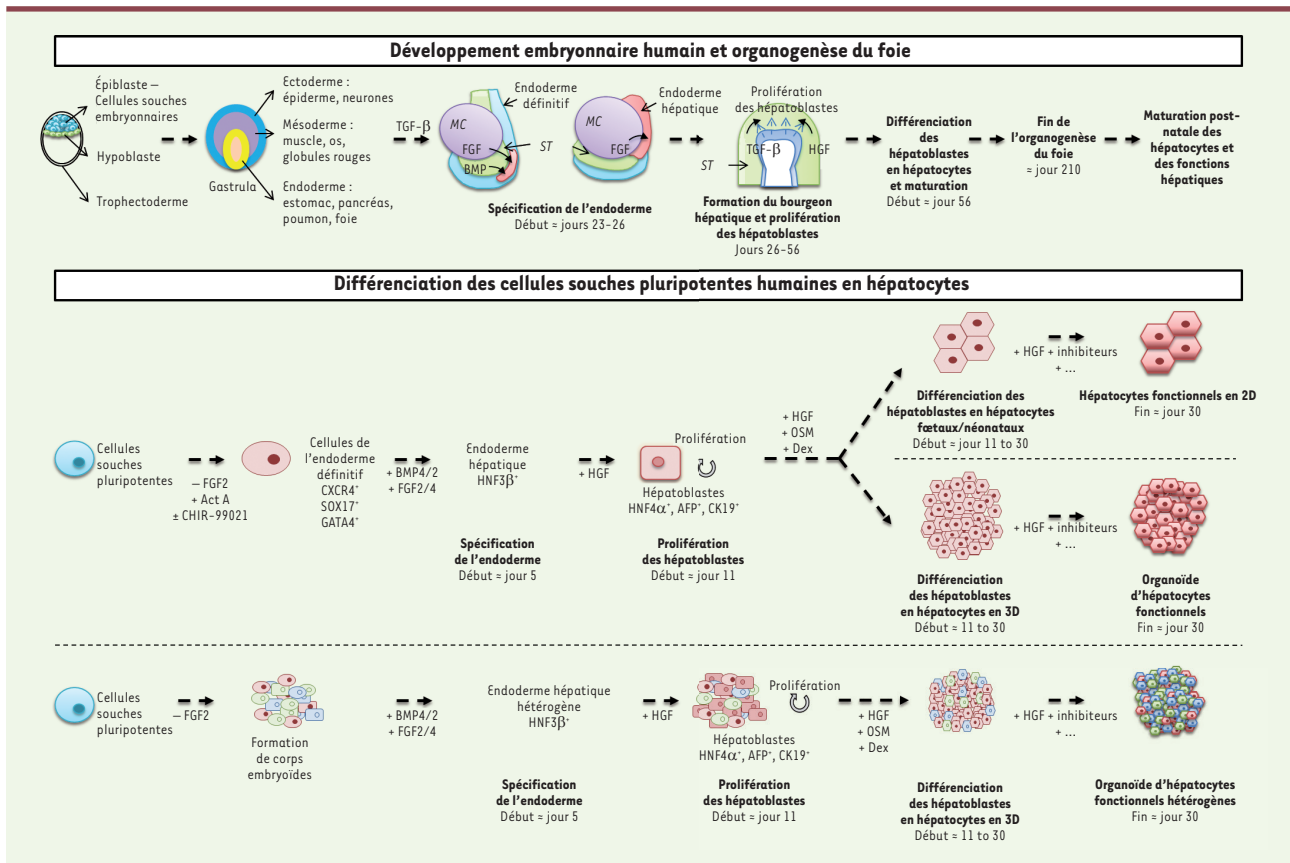 Développement embryonnaire humain et organogenèse du foie
Épiblaste —
Cellules souches
embryonnaires
Hypoblaste
Trophectoderme
Gastrula
Ectoderme :
épiderme, neurones
Mésoderme :
muscle, os,
globules rouges
Endoderme :
estomac, pancréas,
poumon, foie
TGF-β
MC
FGF
BMP
Endoderme
définitif
ST
MC
FGF
Endoderme
hépatique
Spécification de l'endoderme
Début ≈ jours 23-26
Prolifération
des hépatoblastes
TGF-β
HGF
ST
Formation du bourgeon
hépatique et prolifération
des hépatoblastes
Jours 26-56
Différenciation
des
hépatoblastes
en hépatocytes
et maturation
Début ≈ jour 56
Fin de
l'organogenèse
du foie
≈ jour 210
Maturation post-
natale des
hépatocytes et
des fonctions
hépatiques
Différenciation des cellules souches pluripotentes humaines en hépatocytes
Cellules
souches
pluripotentes
— FGF2
+ Act A
± CHIR-99021
Cellules de
l'endoderme
définitif
CXCR4⁺
SOX17⁺
GATA4⁺
+ BMP4/2
+ FGF2/4
Endoderme
hépatique
HNF3β⁺
Spécification
de l'endoderme
Début ≈ jour 5
+ HGF
Prolifération
Hépatoblastes
HNF4α⁺, AFP⁺, CK19⁺
Prolifération
des hépatoblastes
Début ≈ jour 11
+ HGF
+ OSM
+ Dex
Différenciation des
hépatoblastes en hépatocytes
fœtaux/néonataux
Début ≈ jour 11 to 30
+ HGF + inhibiteurs
+ ...
Hépatocytes fonctionnels en 2D
Fin ≈ jour 30
Différenciation
des hépatoblastes
en hépatocytes en 3D
Début ≈ 11 to 30
+ HGF + inhibiteurs
+ ...
Organoïde
d'hépatocytes
fonctionnels
Fin ≈ jour 30
Cellules
souches
pluripotentes
— FGF2
Formation
de corps
embryoïdes
+ BMP4/2
+ FGF2/4
Endoderme hépatique
hétérogène
HNF3β⁺
Spécification
de l'endoderme
Début ≈ jour 5
+ HGF
Prolifération
Hépatoblastes
HNF4α⁺, AFP⁺, CK19⁺
Prolifération
des hépatoblastes
Début ≈ jour 11
+ HGF
+ OSM
+ Dex
Différenciation
des hépatoblastes
en hépatocytes en 3D
Début ≈ 11 to 30
+ HGF + inhibiteurs
+ ...
Organoïde d'hépatocytes
fonctionnels hétérogènes
Fin ≈ jour 30